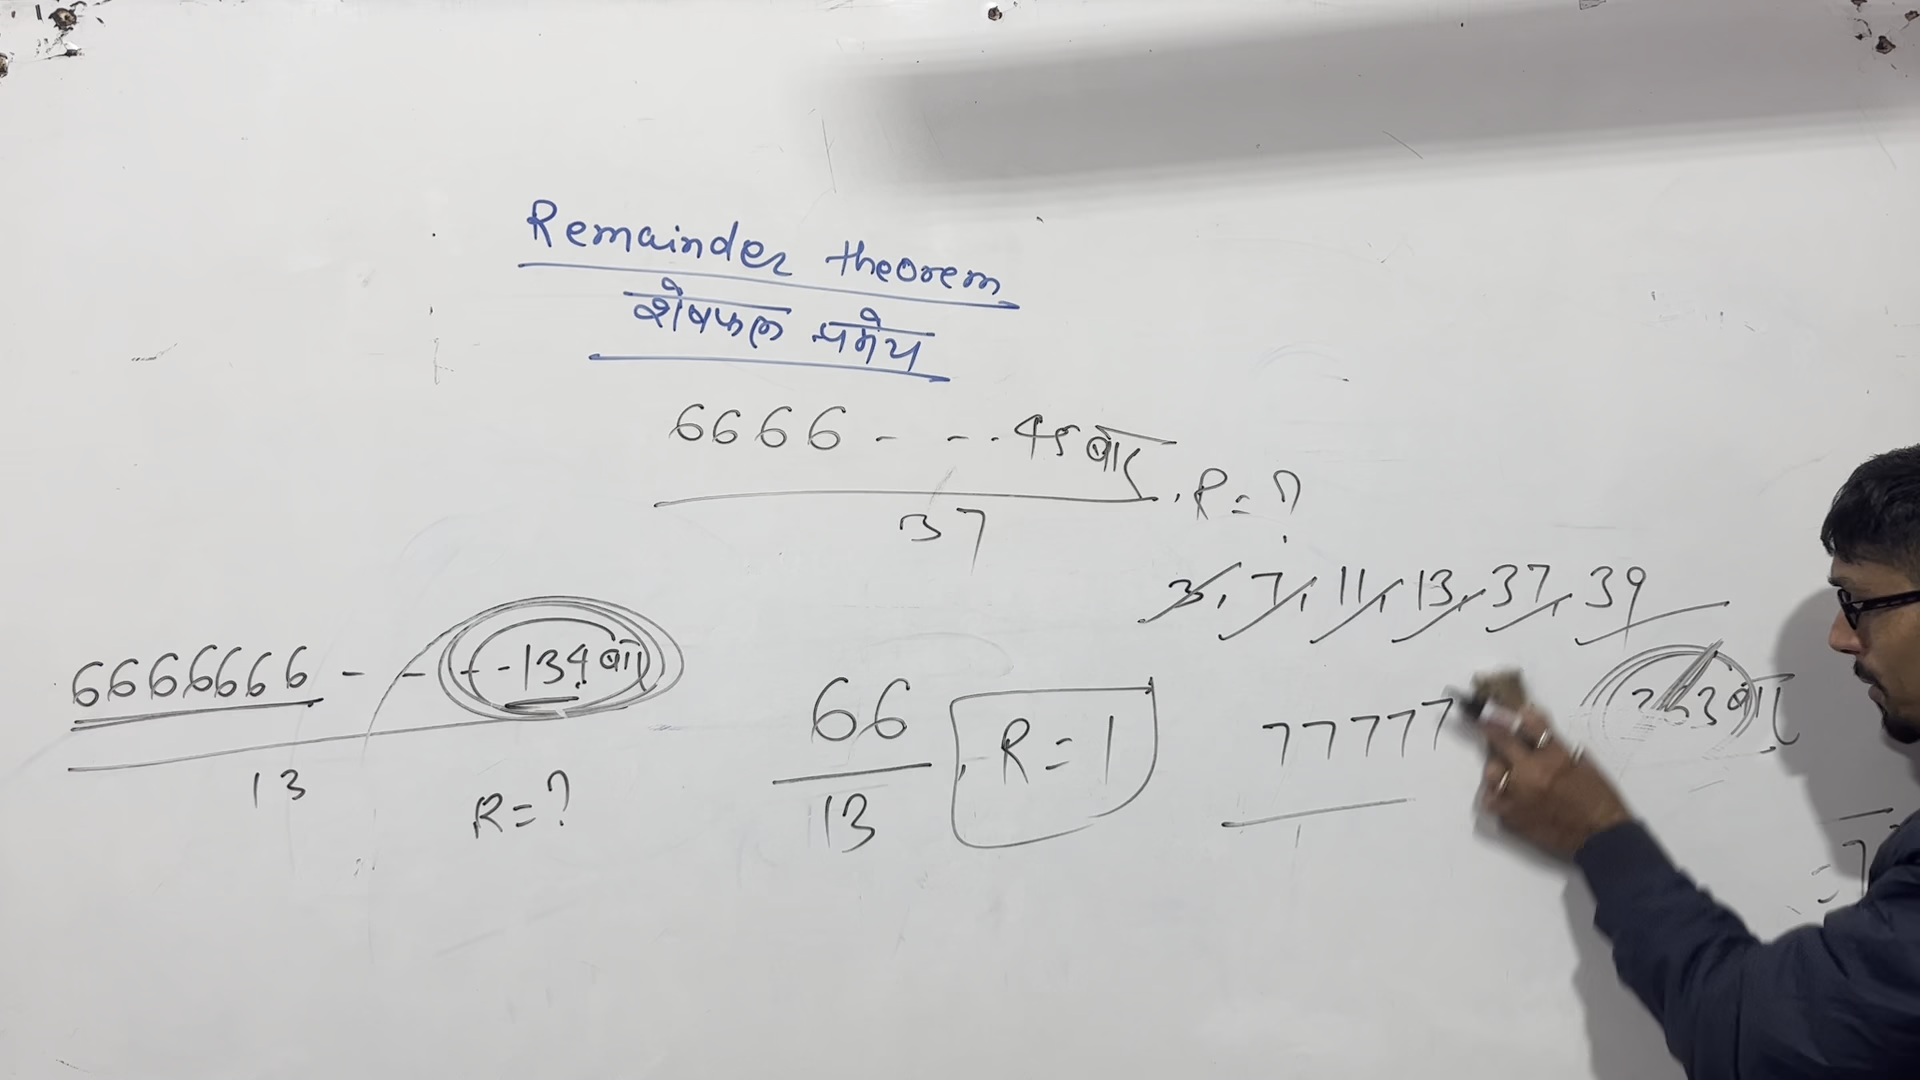 Remainder theorem
शेषफल प्रमेय
6666 - - - - 45 बार
37
, R = ?
3, 7, 11, 13, 37, 39
6666666 - - - - 134 बार
13
R = ?
66
13
, R = 1
77777
= 7